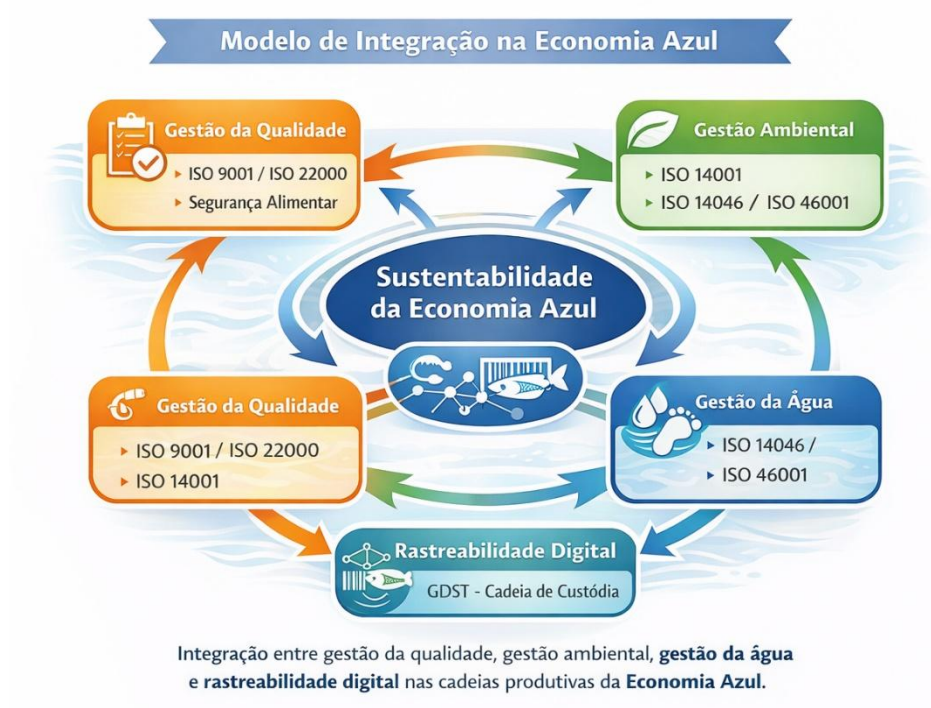 Modelo de Integração na Economia Azul
Gestão da Qualidade
ISO 9001 / ISO 22000
Segurança Alimentar
Gestão Ambiental
ISO 14001
ISO 14046 / ISO 46001
Sustentabilidade
da Economia Azul
Gestão da Qualidade
ISO 9001 / ISO 22000
ISO 14001
Gestão da Água
ISO 14046 /
ISO 46001
Rastreabilidade Digital
GDST - Cadeia de Custódia
Integração entre gestão da qualidade, gestão ambiental, gestão da água
e rastreabilidade digital nas cadeias produtivas da Economia Azul.